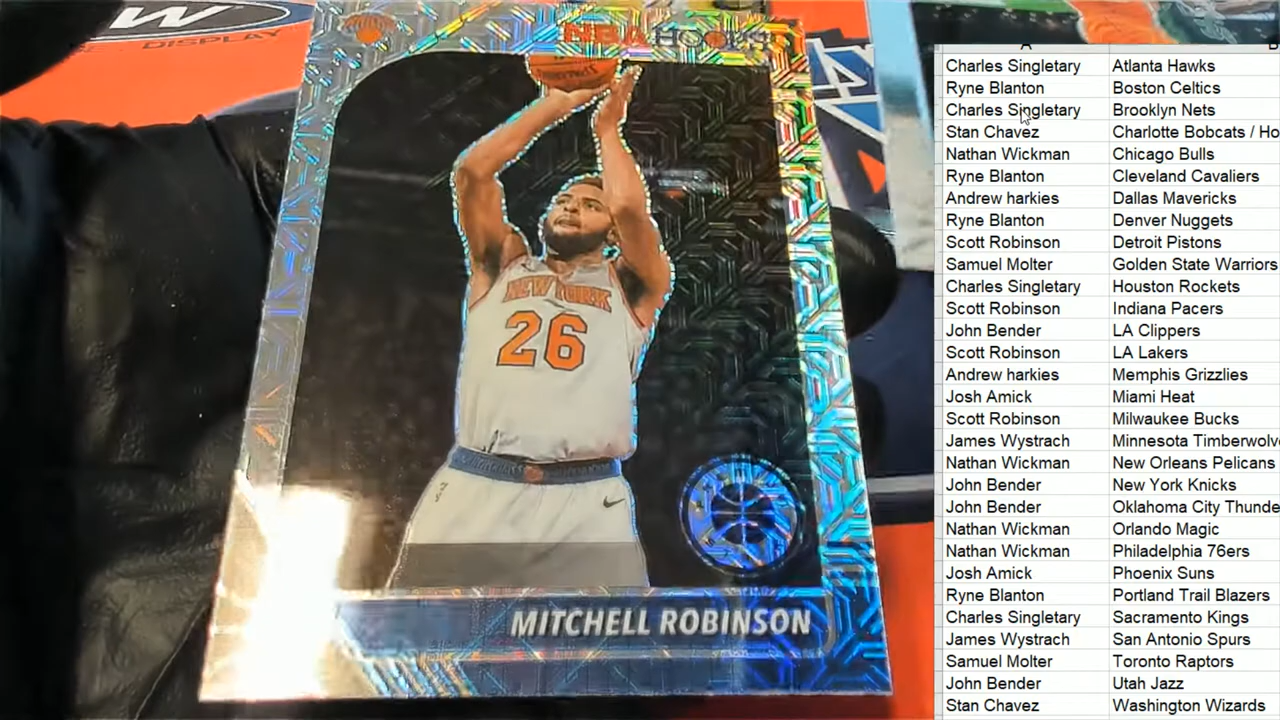 W
DISPLAY
NBA HOOPS
SPALDING
NEW YORK
26
MITCHELL ROBINSON
A B
Charles Singletary Atlanta Hawks
Ryne Blanton Boston Celtics
Charles Singletary Brooklyn Nets
Stan Chavez Charlotte Bobcats / Ho
Nathan Wickman Chicago Bulls
Ryne Blanton Cleveland Cavaliers
Andrew harkies Dallas Mavericks
Ryne Blanton Denver Nuggets
Scott Robinson Detroit Pistons
Samuel Molter Golden State Warriors
Charles Singletary Houston Rockets
Scott Robinson Indiana Pacers
John Bender LA Clippers
Scott Robinson LA Lakers
Andrew harkies Memphis Grizzlies
Josh Amick Miami Heat
Scott Robinson Milwaukee Bucks
James Wystrach Minnesota Timberwolv
Nathan Wickman New Orleans Pelicans
John Bender New York Knicks
John Bender Oklahoma City Thunde
Nathan Wickman Orlando Magic
Nathan Wickman Philadelphia 76ers
Josh Amick Phoenix Suns
Ryne Blanton Portland Trail Blazers
Charles Singletary Sacramento Kings
James Wystrach San Antonio Spurs
Samuel Molter Toronto Raptors
John Bender Utah Jazz
Stan Chavez Washington Wizards